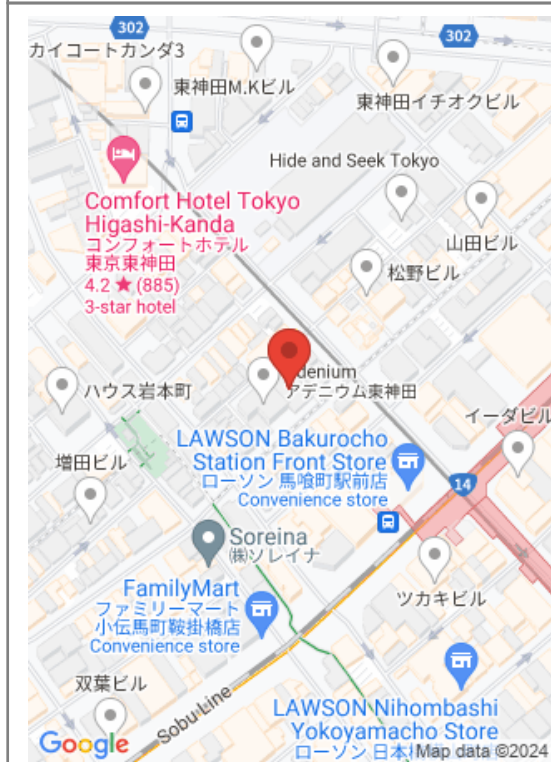 302
302
カイコートカンダ3
東神田M.Kビル
東神田イチオクビル
Hide and Seek Tokyo
Comfort Hotel Tokyo
Higashi-Kanda
コンフォートホテル
東京東神田
4.2 ★ (885)
3-star hotel
山田ビル
松野ビル
denium
アデニウム東神田
ハウス岩本町
イーダビル
LAWSON Bakurocho
Station Front Store
ローソン 馬喰町駅前店
Convenience store
増田ビル
14
Soreina
㈱ソレイナ
FamilyMart
ファミリーマート
小伝馬町鞍掛橋店
Convenience store
ツカキビル
双葉ビル
Sobu Line
LAWSON Nihombashi
Yokoyamacho Store
ローソン 日本
Google
Map data ©2024